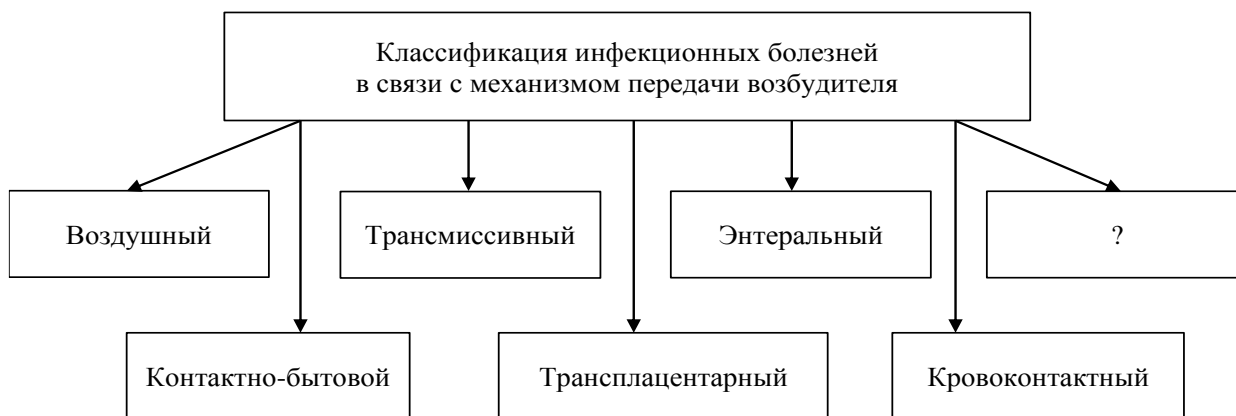 Классификация инфекционных болезней
в связи с механизмом передачи возбудителя
Воздушный
Трансмиссивный
Энтеральный
?
Контактно-бытовой
Трансплацентарный
Кровоконтактный